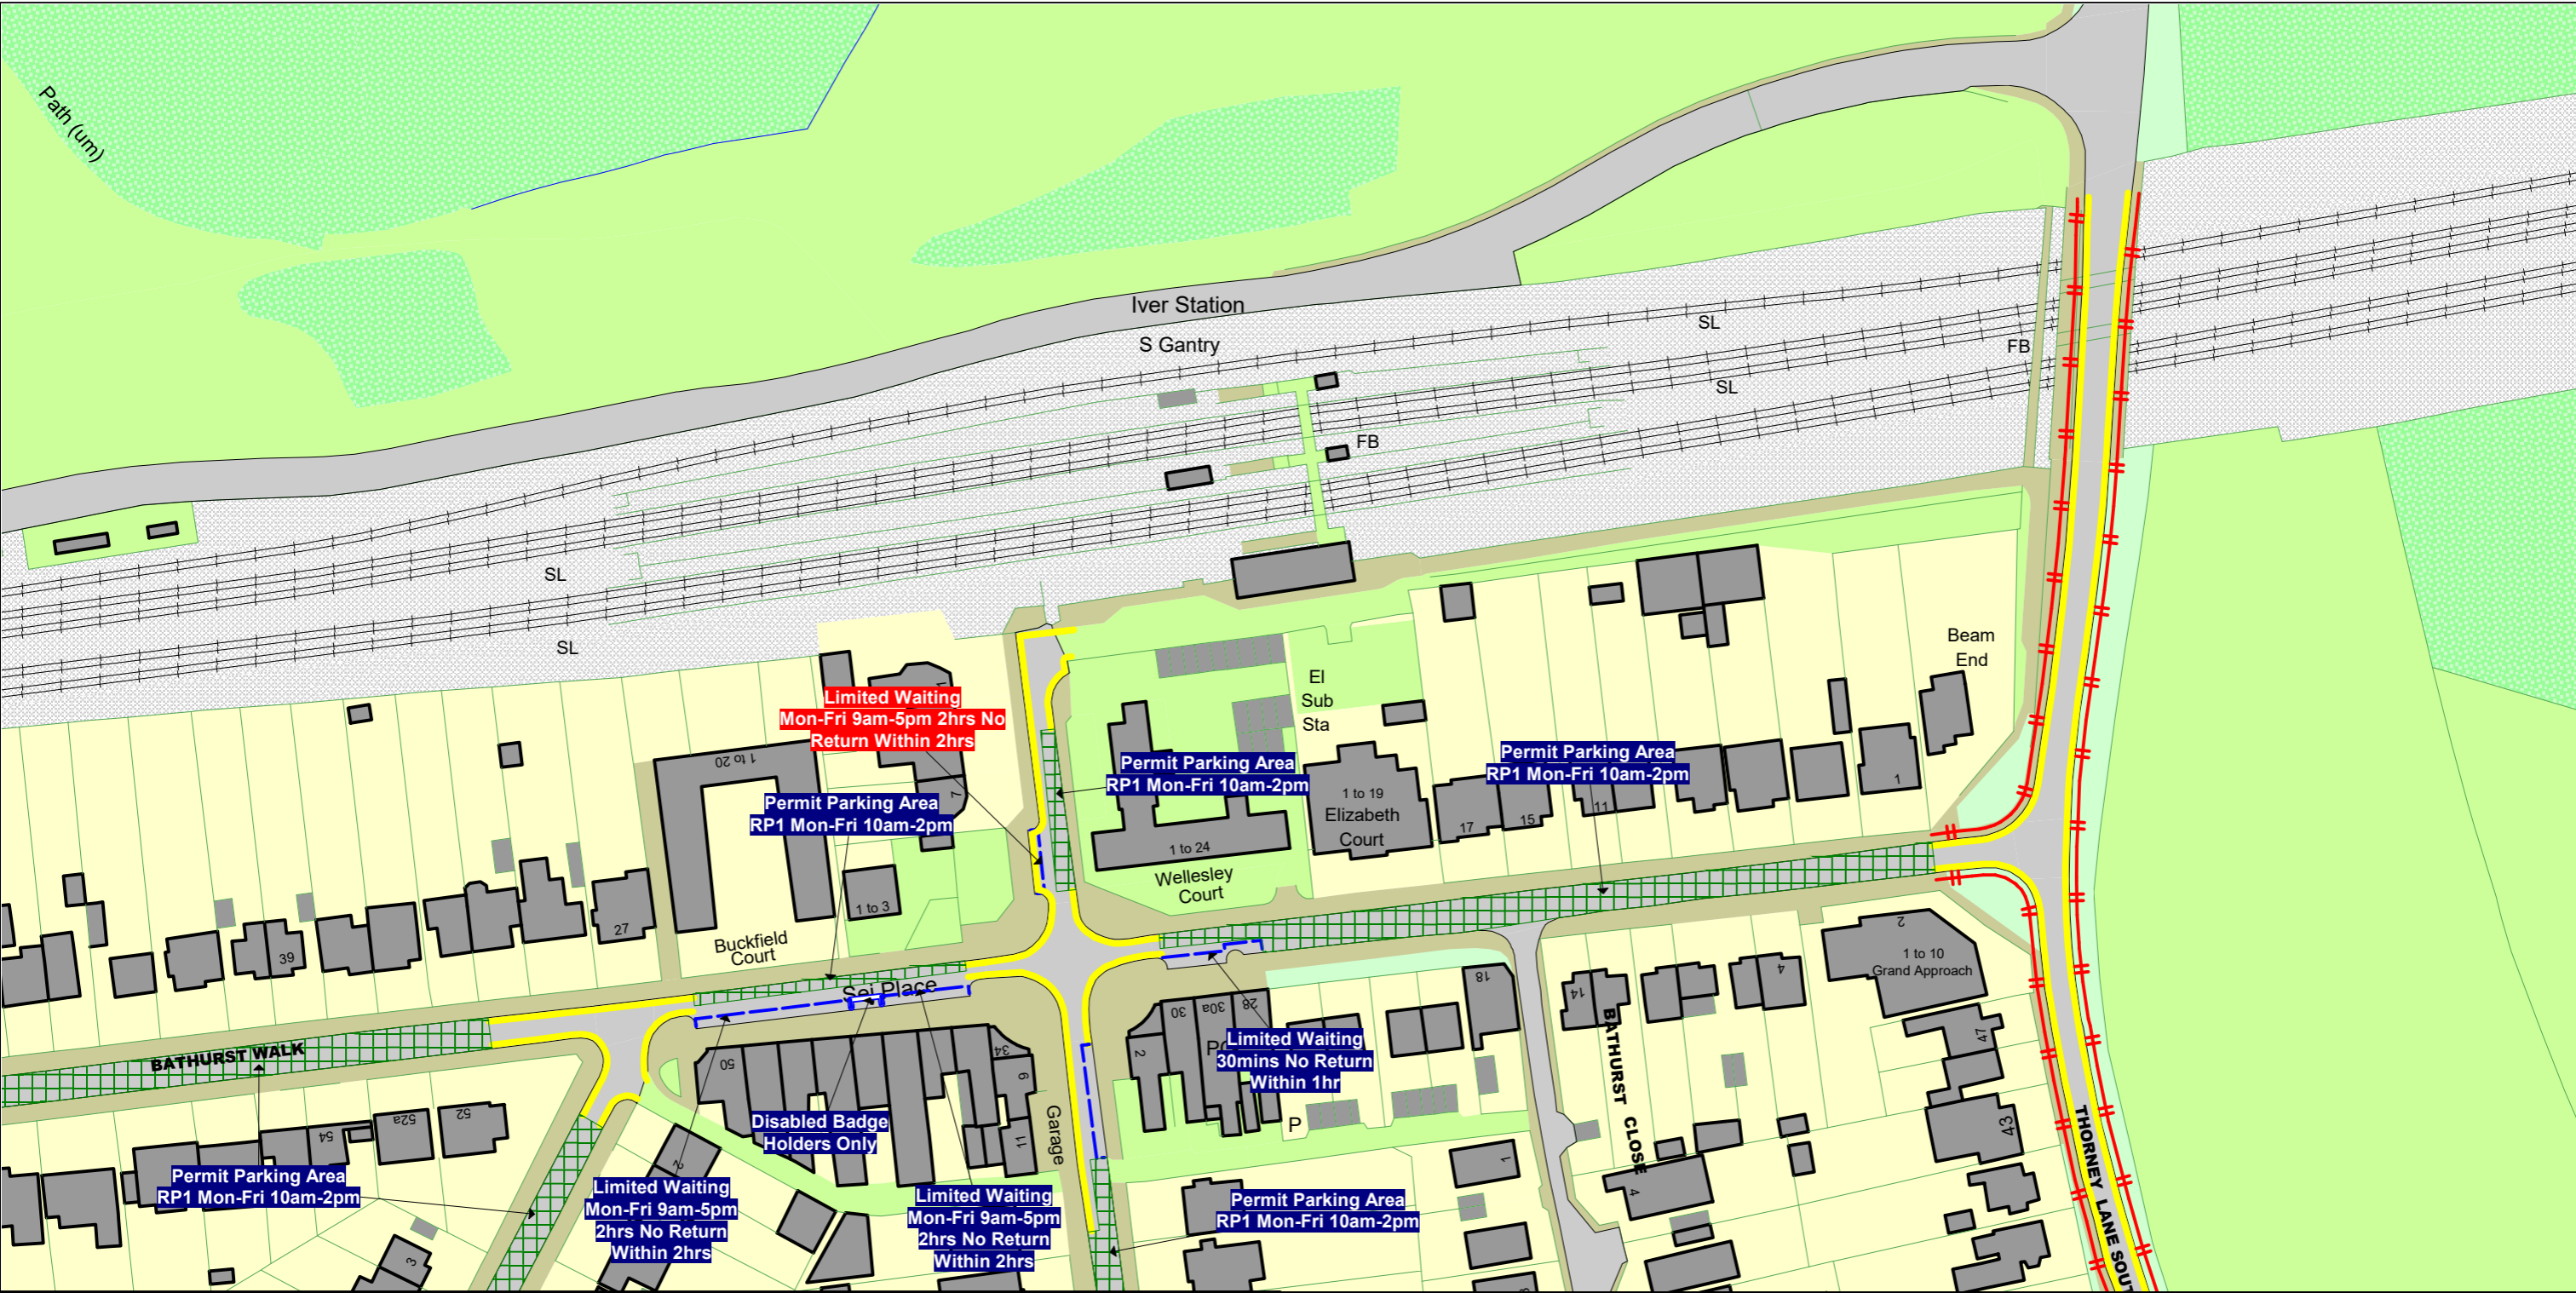 Path (um)
Iver Station
S Gantry
SL
SL
FB
FB
SL
SL
El
Sub
Sta
Beam
End
Limited Waiting
Mon-Fri 9am-5pm 2hrs No
Return Within 2hrs
1 to 20
7
Permit Parking Area
RP1 Mon-Fri 10am-2pm
Permit Parking Area
RP1 Mon-Fri 10am-2pm
Permit Parking Area
RP1 Mon-Fri 10am-2pm
1 to 19
Elizabeth
Court
17
15
11
1
1 to 24
Wellesley
Court
1 to 3
27
39
Buckfield
Court
Sej Place
2
1 to 10
Grand Approach
18
14
4
BATHURST WALK
50
34
9
11
Garage
2
30
30a
28
Limited Waiting
30mins No Return
Within 1hr
P
BATHURST CLOSE
47
43
THORNEY LANE SOUT
54
52a
52
Disabled Badge
Holders Only
Permit Parking Area
RP1 Mon-Fri 10am-2pm
2
Limited Waiting
Mon-Fri 9am-5pm
2hrs No Return
Within 2hrs
Limited Waiting
Mon-Fri 9am-5pm
2hrs No Return
Within 2hrs
Permit Parking Area
RP1 Mon-Fri 10am-2pm
1
4
3